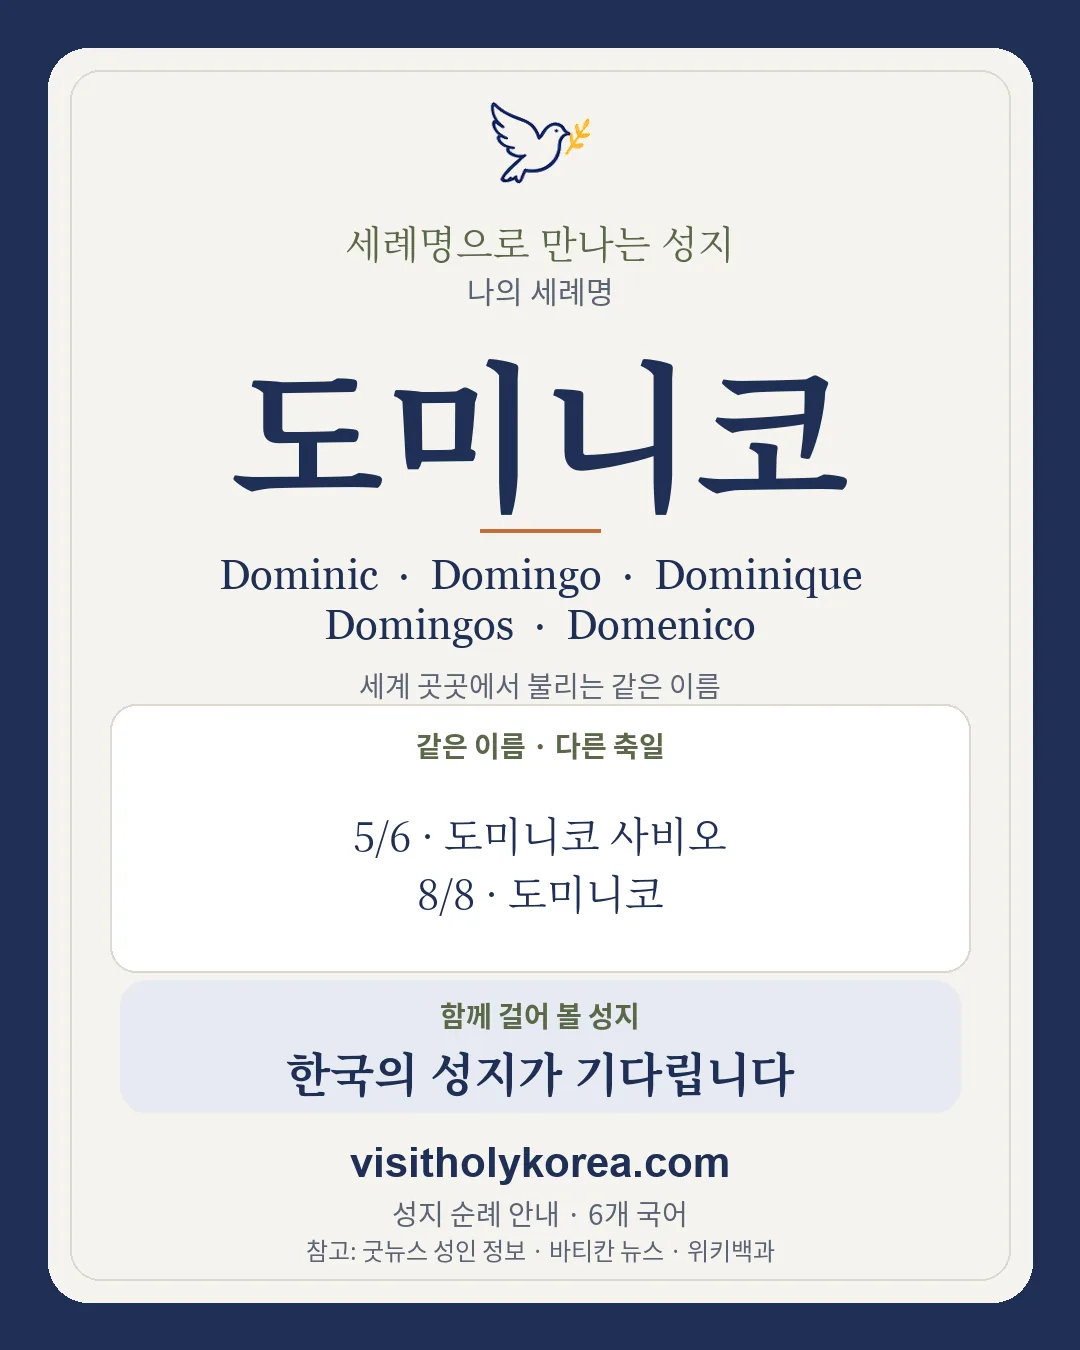 세례명으로 만나는 성지
나의 세례명
도미니코
Dominic · Domingo · Dominique
Domingos · Domenico
세계 곳곳에서 불리는 같은 이름
같은 이름 · 다른 축일
5/6 · 도미니코 사비오
8/8 · 도미니코
함께 걸어 볼 성지
한국의 성지가 기다립니다
visitholykorea.com
성지 순례 안내 · 6개 국어
참고: 굿뉴스 성인 정보 · 바티칸 뉴스 · 위키백과